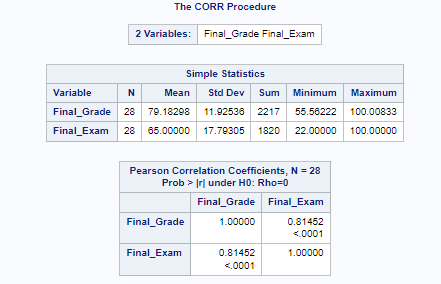 The CORR Procedure
2 Variables: Final_Grade Final_Exam
Simple Statistics
Variable N Mean Std Dev Sum Minimum Maximum
Final_Grade 28 79.18298 11.92536 2217 55.56222 100.00833
Final_Exam 28 65.00000 17.79305 1820 22.00000 100.00000
Pearson Correlation Coefficients, N = 28
Prob > |r| under H0: Rho=0
Final_Grade Final_Exam
Final_Grade 1.00000 0.81452
<.0001
Final_Exam 0.81452 1.00000
<.0001